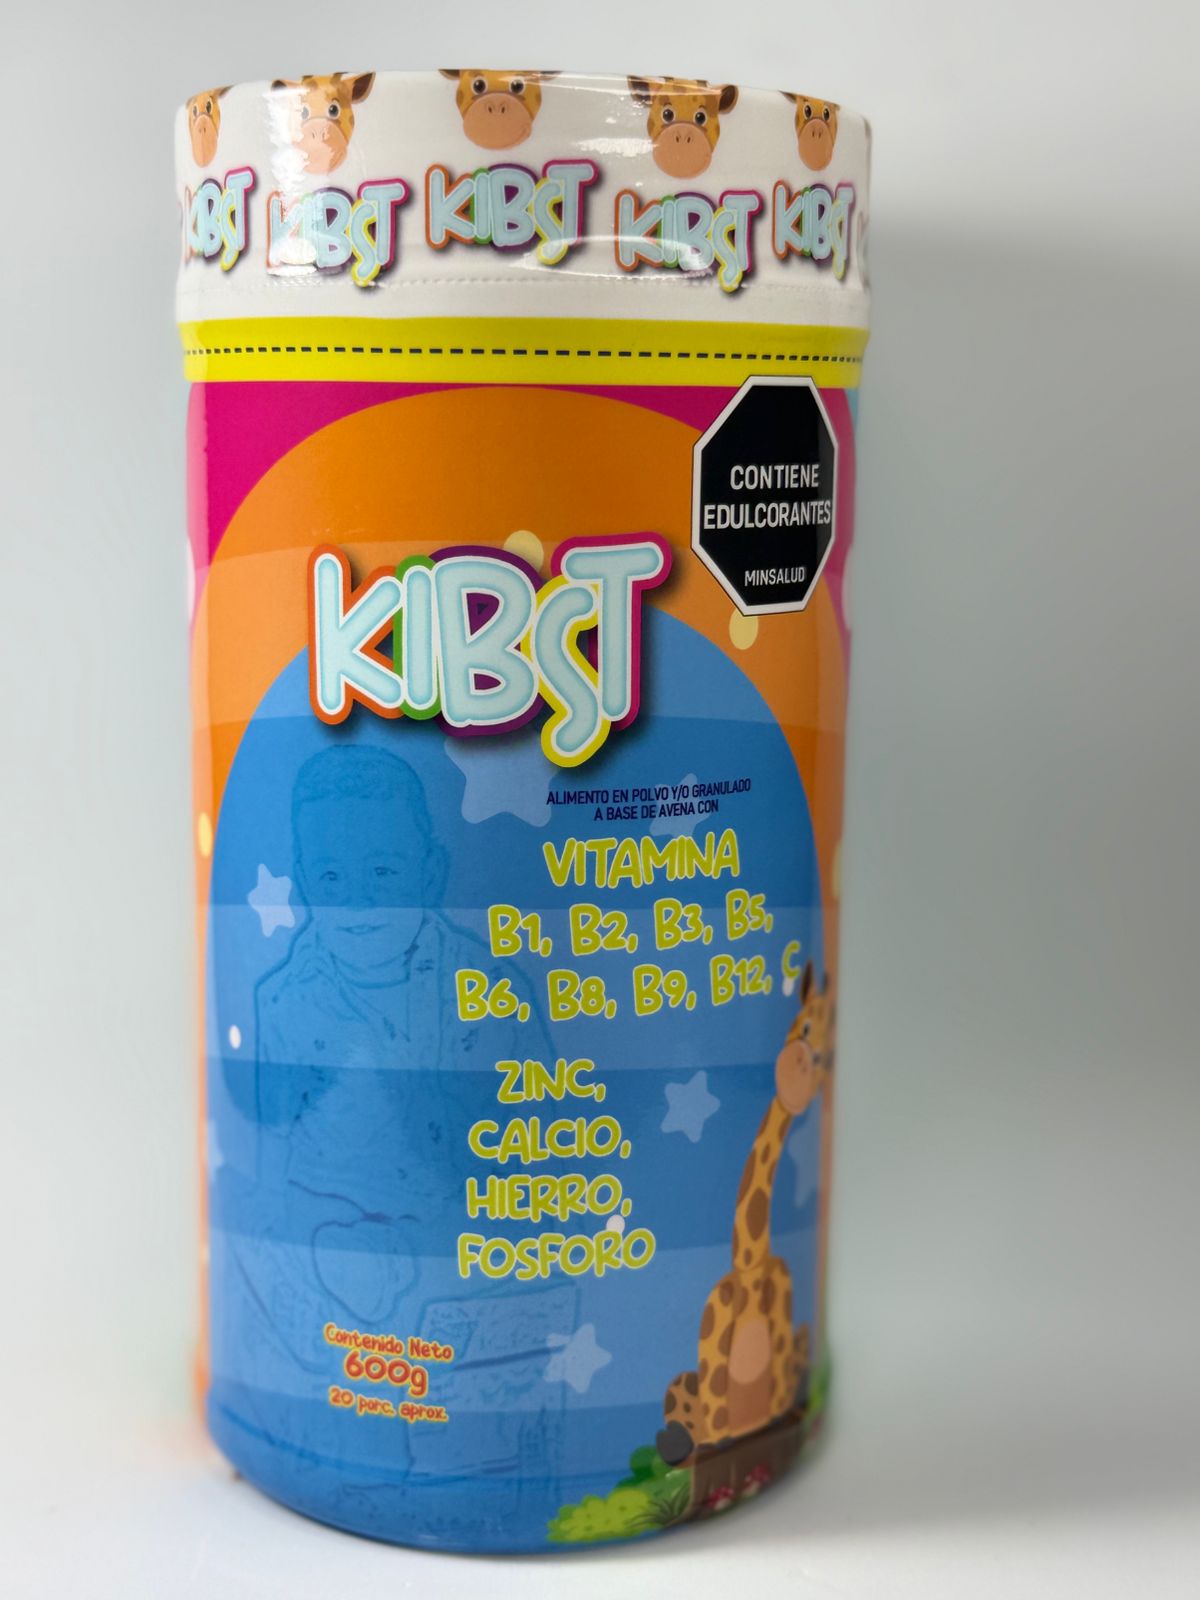 KIBST KIBST KIBST KIBST KIBST
CONTIENE
EDULCORANTES
MINSALUD
KIBST
ALIMENTO EN POLVO Y/O GRANULADO
A BASE DE AVENA CON
VITAMINA
B1, B2, B3, B5,
B6, B8, B9, B12, C
ZINC,
CALCIO,
HIERRO,
FOSFORO
Contenido Neto
600g
20 porc. aprox.